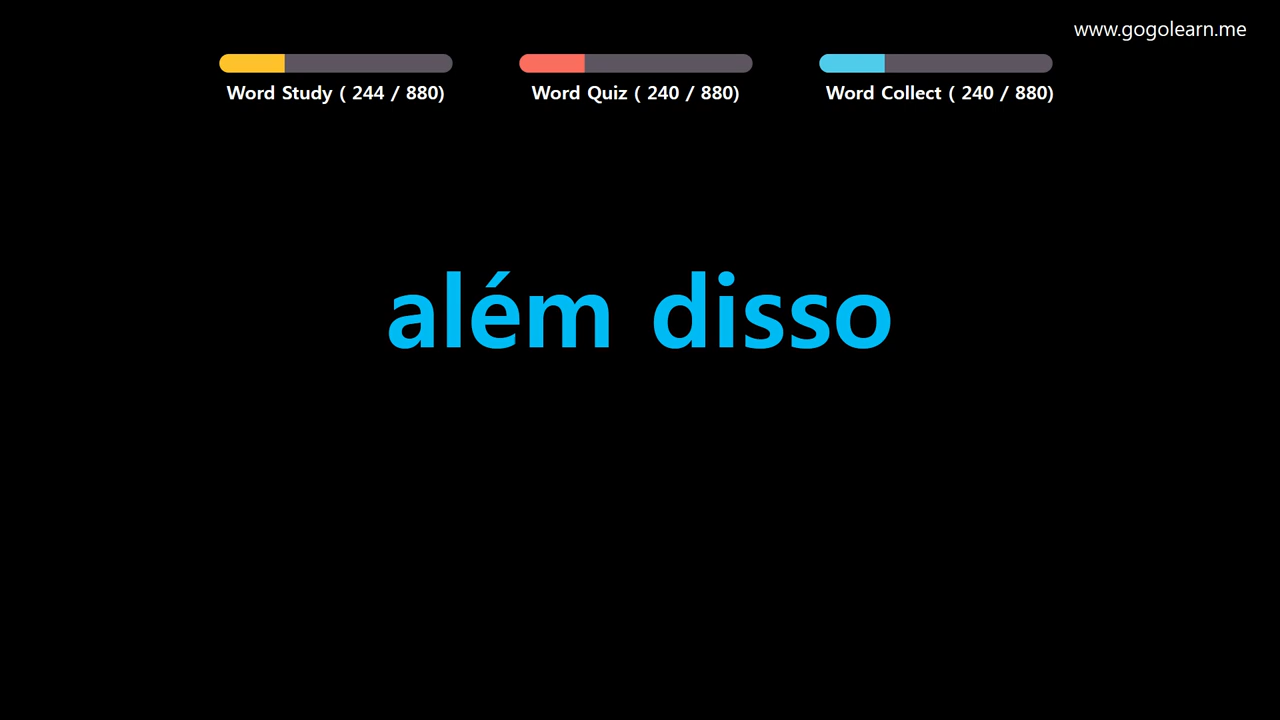 www.gogolearn.me
Word Study ( 244 / 880)
Word Quiz ( 240 / 880)
Word Collect ( 240 / 880)
além disso